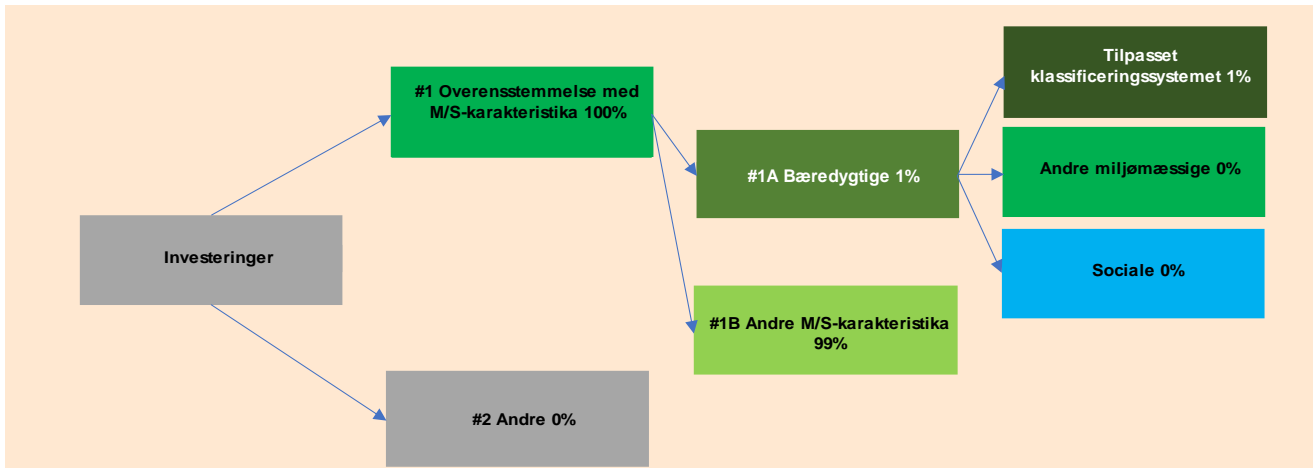 Investeringer
#1 Overensstemmelse med
M/S-karakteristika 100%
#2 Andre 0%
#1A Bæredygtige 1%
#1B Andre M/S-karakteristika
99%
Tilpasset
klassificeringssystemet 1%
Andre miljømæssige 0%
Sociale 0%